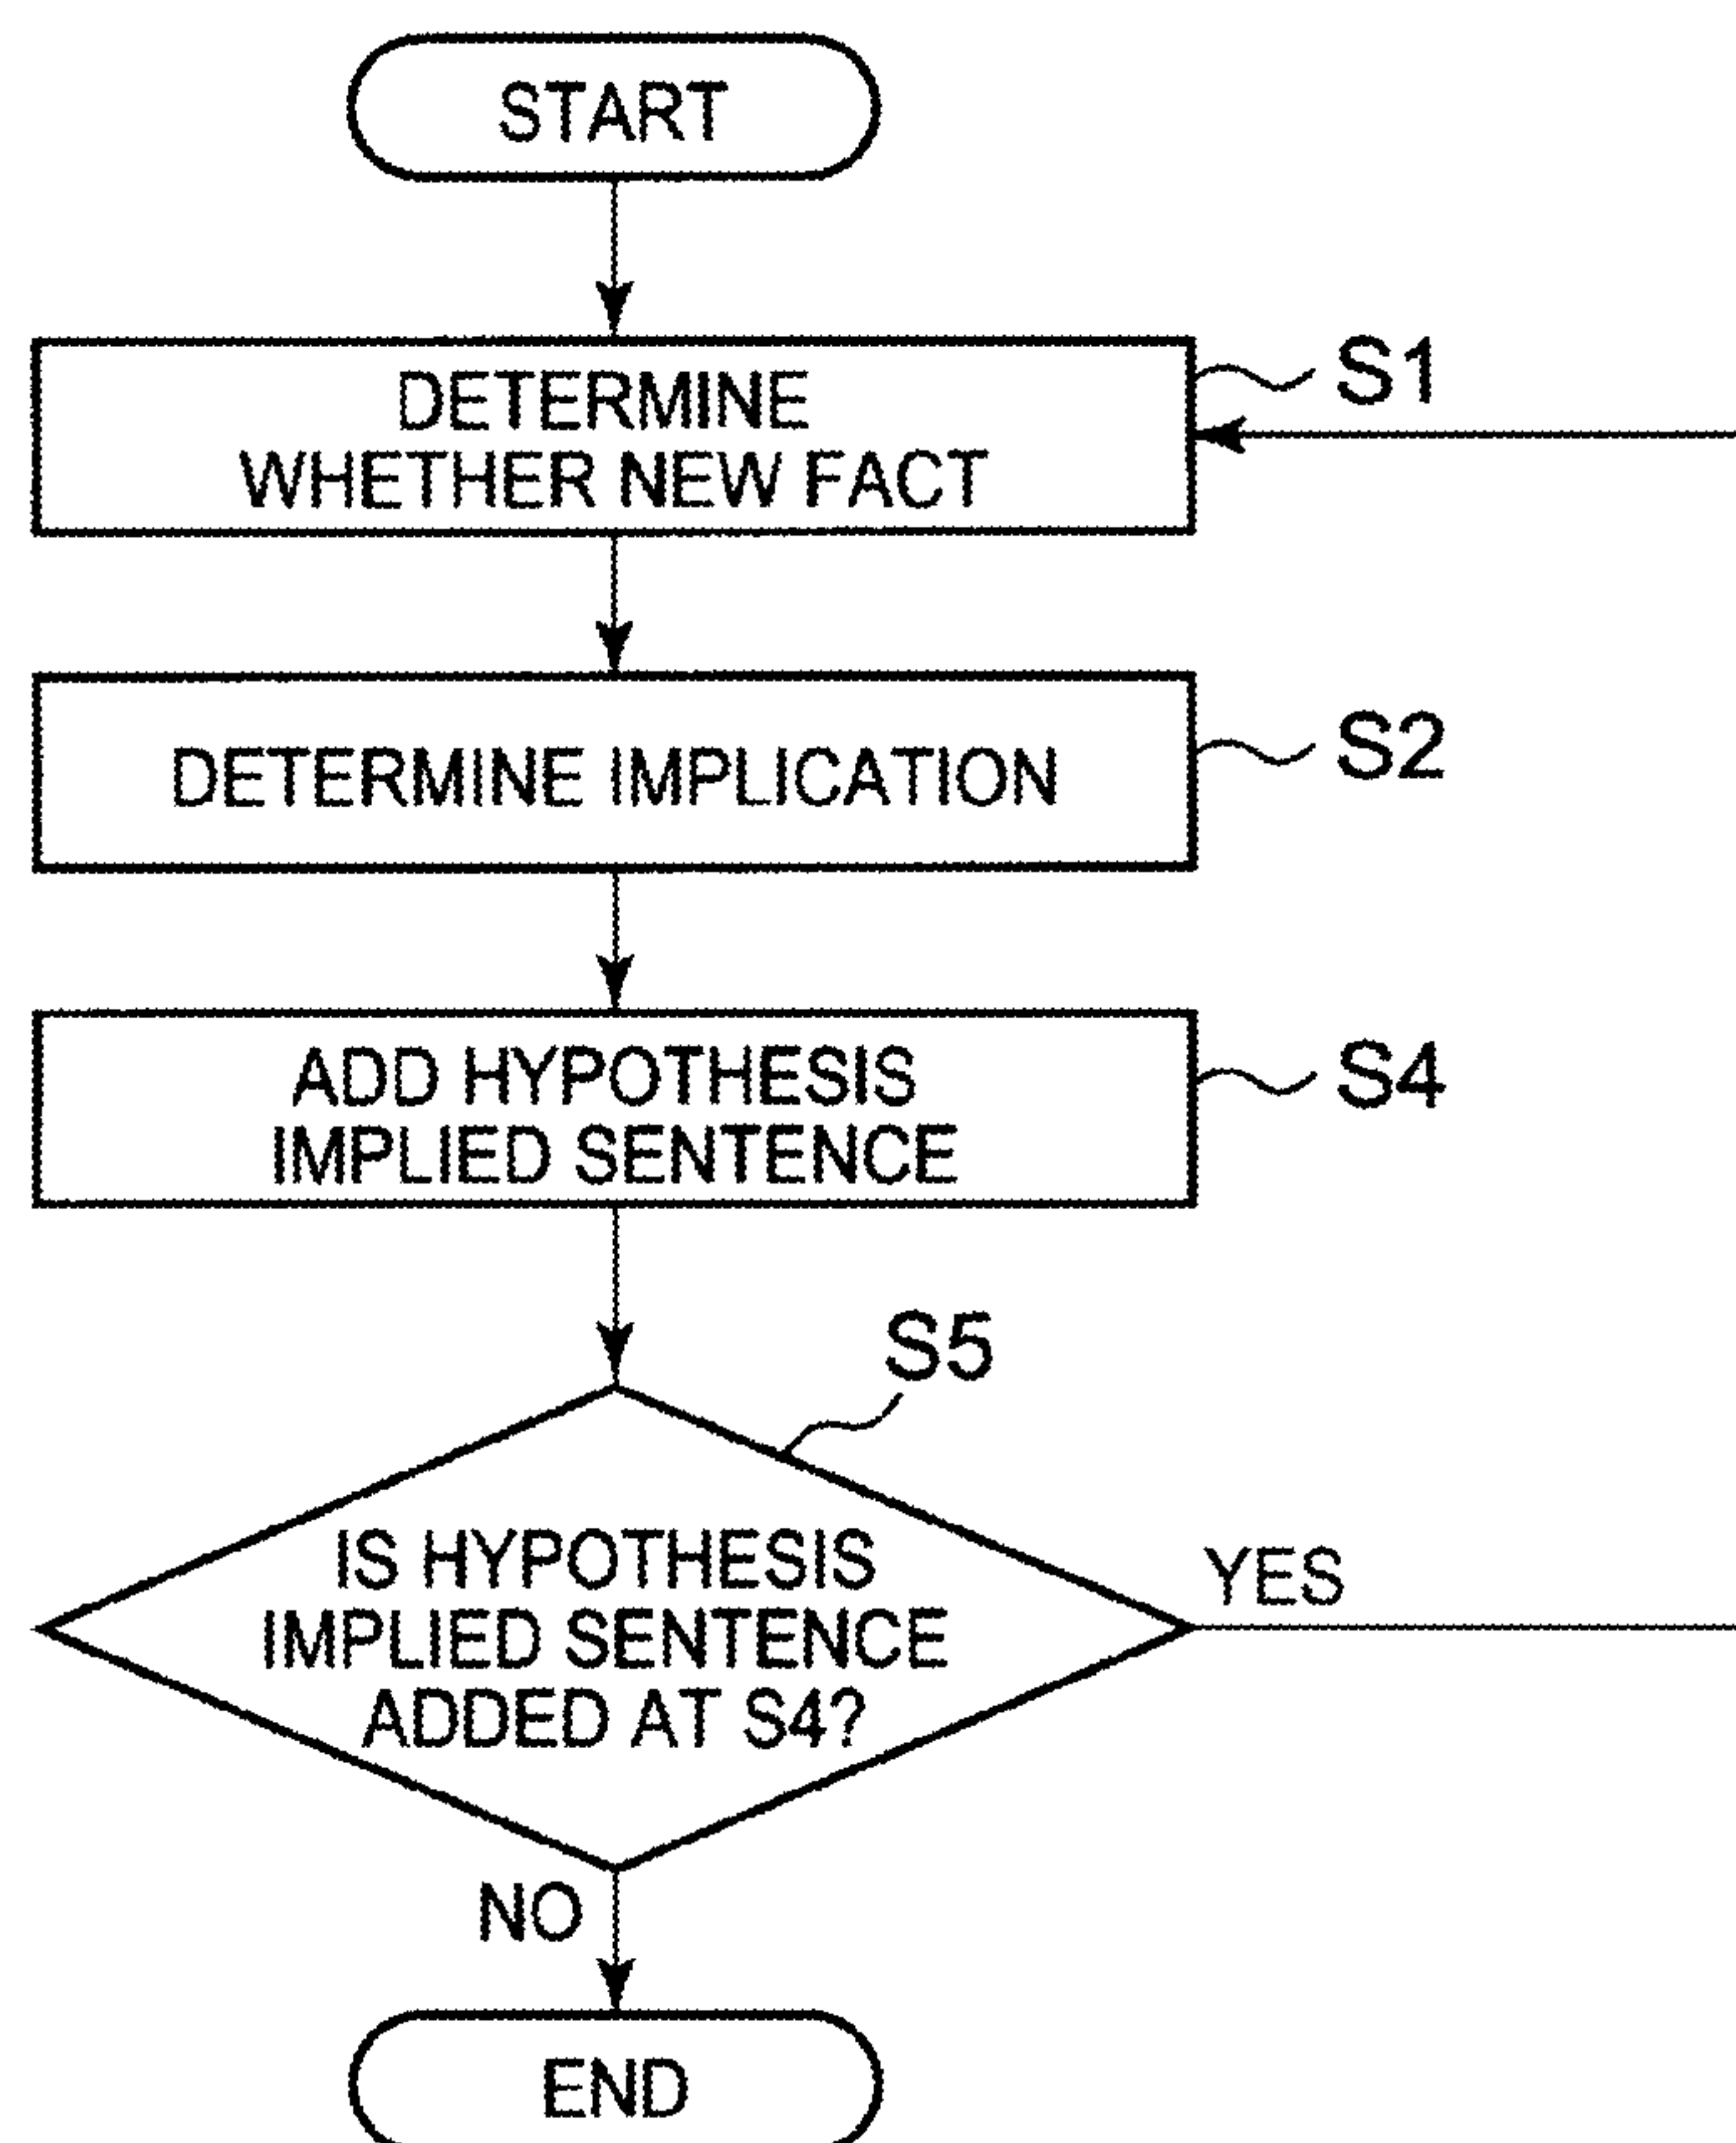 START
DETERMINE
WHETHER NEW FACT
S1
DETERMINE IMPLICATION
S2
ADD HYPOTHESIS
IMPLIED SENTENCE
S4
S5
IS HYPOTHESIS
IMPLIED SENTENCE
ADDED AT S4?
YES
NO
END